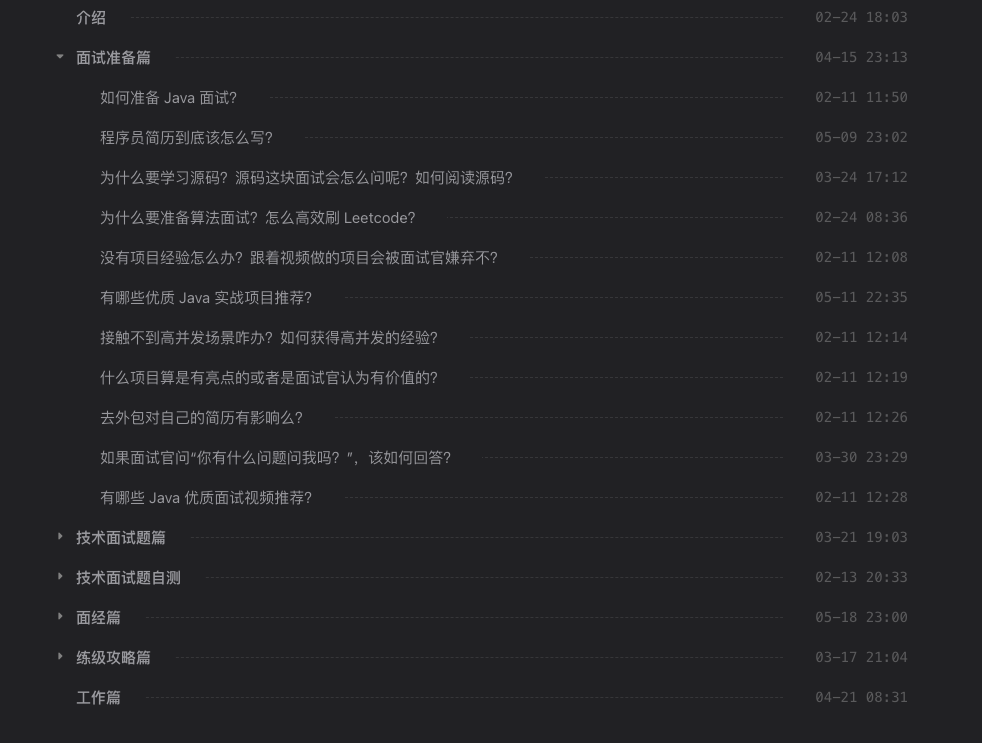 介绍 02-24 18:03
面试准备篇 04-15 23:13
如何准备 Java 面试? 02-11 11:50
程序员简历到底该怎么写? 05-09 23:02
为什么要学习源码? 源码这块面试会怎么问呢? 如何阅读源码? 03-24 17:12
为什么要准备算法面试? 怎么高效刷 Leetcode? 02-24 08:36
没有项目经验怎么办? 跟着视频做的项目会被面试官嫌弃不? 02-11 12:08
有哪些优质 Java 实战项目推荐? 05-11 22:35
接触不到高并发场景咋办? 如何获得高并发的经验? 02-11 12:14
什么项目算是有亮点的或者是面试官认为有价值的? 02-11 12:19
去外包对自己的简历有影响么? 02-11 12:26
如果面试官问“你有什么问题问我吗? ”，该如何回答? 03-30 23:29
有哪些 Java 优质面试视频推荐? 02-11 12:28
技术面试题篇 03-21 19:03
技术面试题自测 02-13 20:33
面经篇 05-18 23:00
练级攻略篇 03-17 21:04
工作篇 04-21 08:31